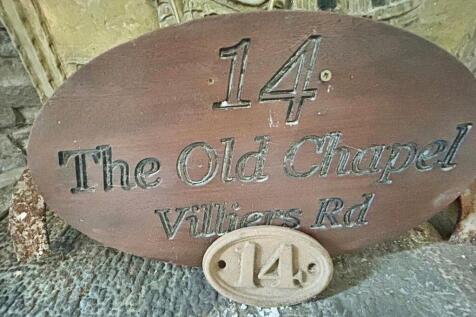 14
The Old Chapel
Villiers Rd
14